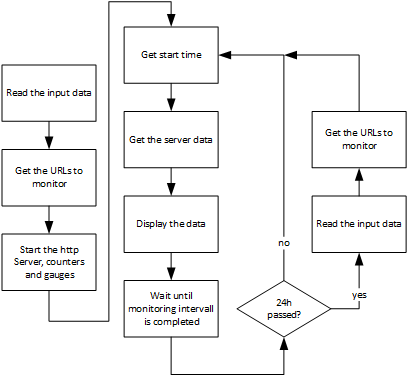 Read the input data
Get the URLs to
monitor
Start the http
Server, counters
and gauges
Get start time
Get the server data
Display the data
Wait until
monitoring intervall
is completed
24h
passed?
no
yes
Read the input data
Get the URLs to
monitor